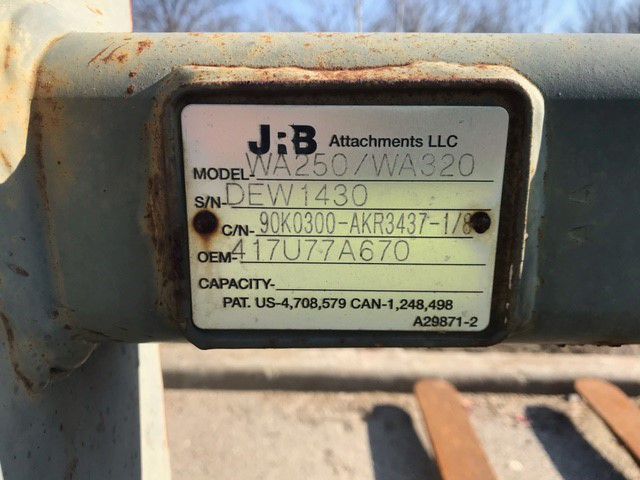 JRB Attachments LLC
MODEL-WA250/WA320
S/N-DEW1430
C/N-90K0300-AKR3437-1/8
OEM-417U77A670
CAPACITY-
PAT. US-4,708,579 CAN-1,248,498
A29871-2